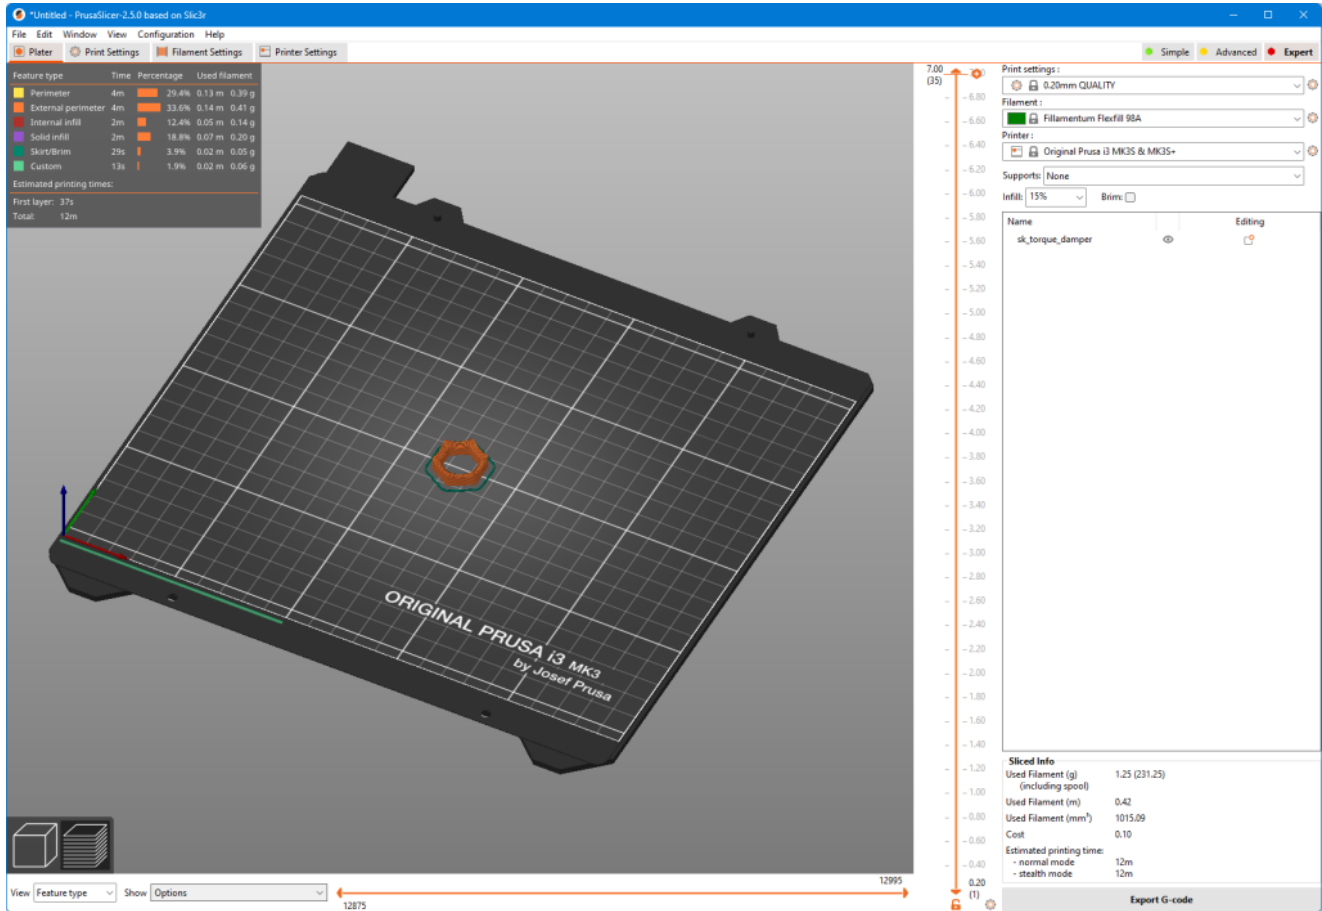 *Untitled - PrusaSlicer-2.5.0 based on Slic3r
File Edit Window View Configuration Help
Plater Print Settings Filament Settings Printer Settings Simple Advanced Expert
Feature type Time Percentage Used filament
Perimeter 4m 29.4% 0.13 m 0.39 g
External perimeter 4m 33.6% 0.14 m 0.41 g
Internal infill 2m 12.4% 0.05 m 0.14 g
Solid infill 2m 18.8% 0.07 m 0.20 g
Skirt/Brim 29s 3.9% 0.02 m 0.05 g
Custom 13s 1.9% 0.02 m 0.06 g
Estimated printing times:
First layer: 37s
Total: 12m
ORIGINAL PRUSA i3 MK3
by Josef Prusa
View Feature type Show Options
12995
12875
7.00
(35)
6.80
6.60
6.40
6.20
6.00
5.80
5.60
5.40
5.20
5.00
4.80
4.60
4.40
4.20
4.00
3.80
3.60
3.40
3.20
3.00
2.80
2.60
2.40
2.20
2.00
1.80
1.60
1.40
1.20
1.00
0.80
0.60
0.40
0.20
(1)
Print settings :
0.20mm QUALITY
Filament :
Fillamentum Flexfill 98A
Printer :
Original Prusa i3 MK3S & MK3S+
Supports: None
Infill: 15% Brim:
Name Editing
sk_torque_damper
Sliced Info
Used Filament (g) 1.25 (231.25)
(including spool)
Used Filament (m) 0.42
Used Filament (mm³) 1015.09
Cost 0.10
Estimated printing time:
- normal mode 12m
- stealth mode 12m
Export G-code